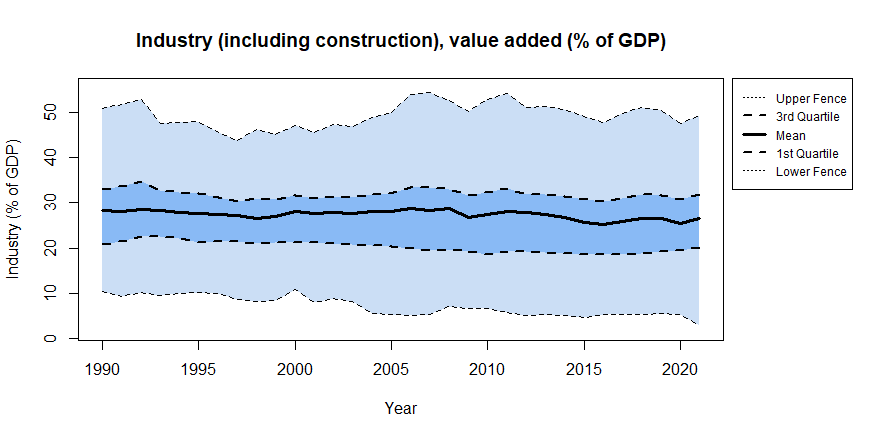 Industry (including construction), value added (% of GDP)
Industry (% of GDP)
50
40
30
20
10
0
1990 1995 2000 2005 2010 2015 2020
Year
Upper Fence
3rd Quartile
Mean
1st Quartile
Lower Fence